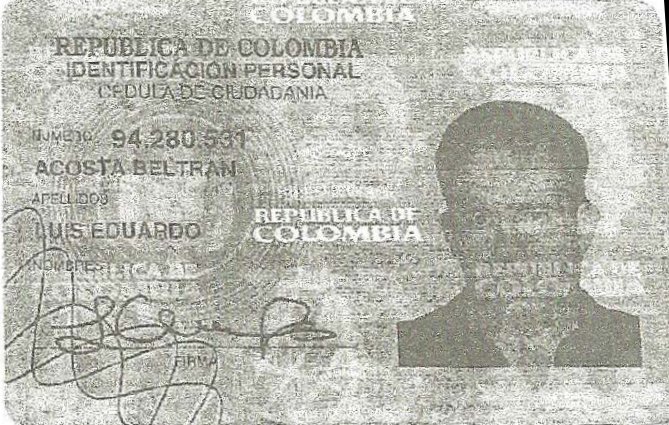 COLOMBIA
REPUBLICA DE COLOMBIA
IDENTIFICACION PERSONAL
CEDULA DE CIUDADANIA
NUMERO 94.280.531
ACOSTA BELTRAN
APELLIDOS
REPUBLICA DE
COLOMBIA
LUIS EDUARDO
NOMBRES
REPUBLICA DE
COLOMBIA
FIRMA